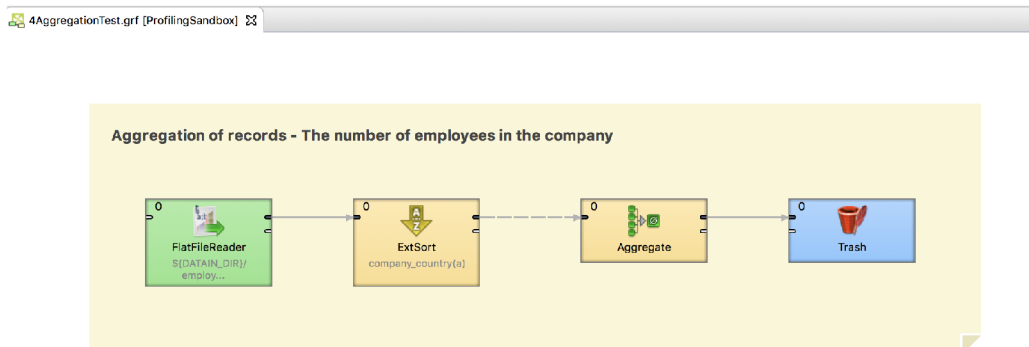 4AggregationTest.grf [ProfilingSandbox]
Aggregation of records - The number of employees in the company
0
0
0
0
FlatFileReader
ExtSort
Aggregate
Trash
${DATAIN_DIR}/
employ...
company_country(a)